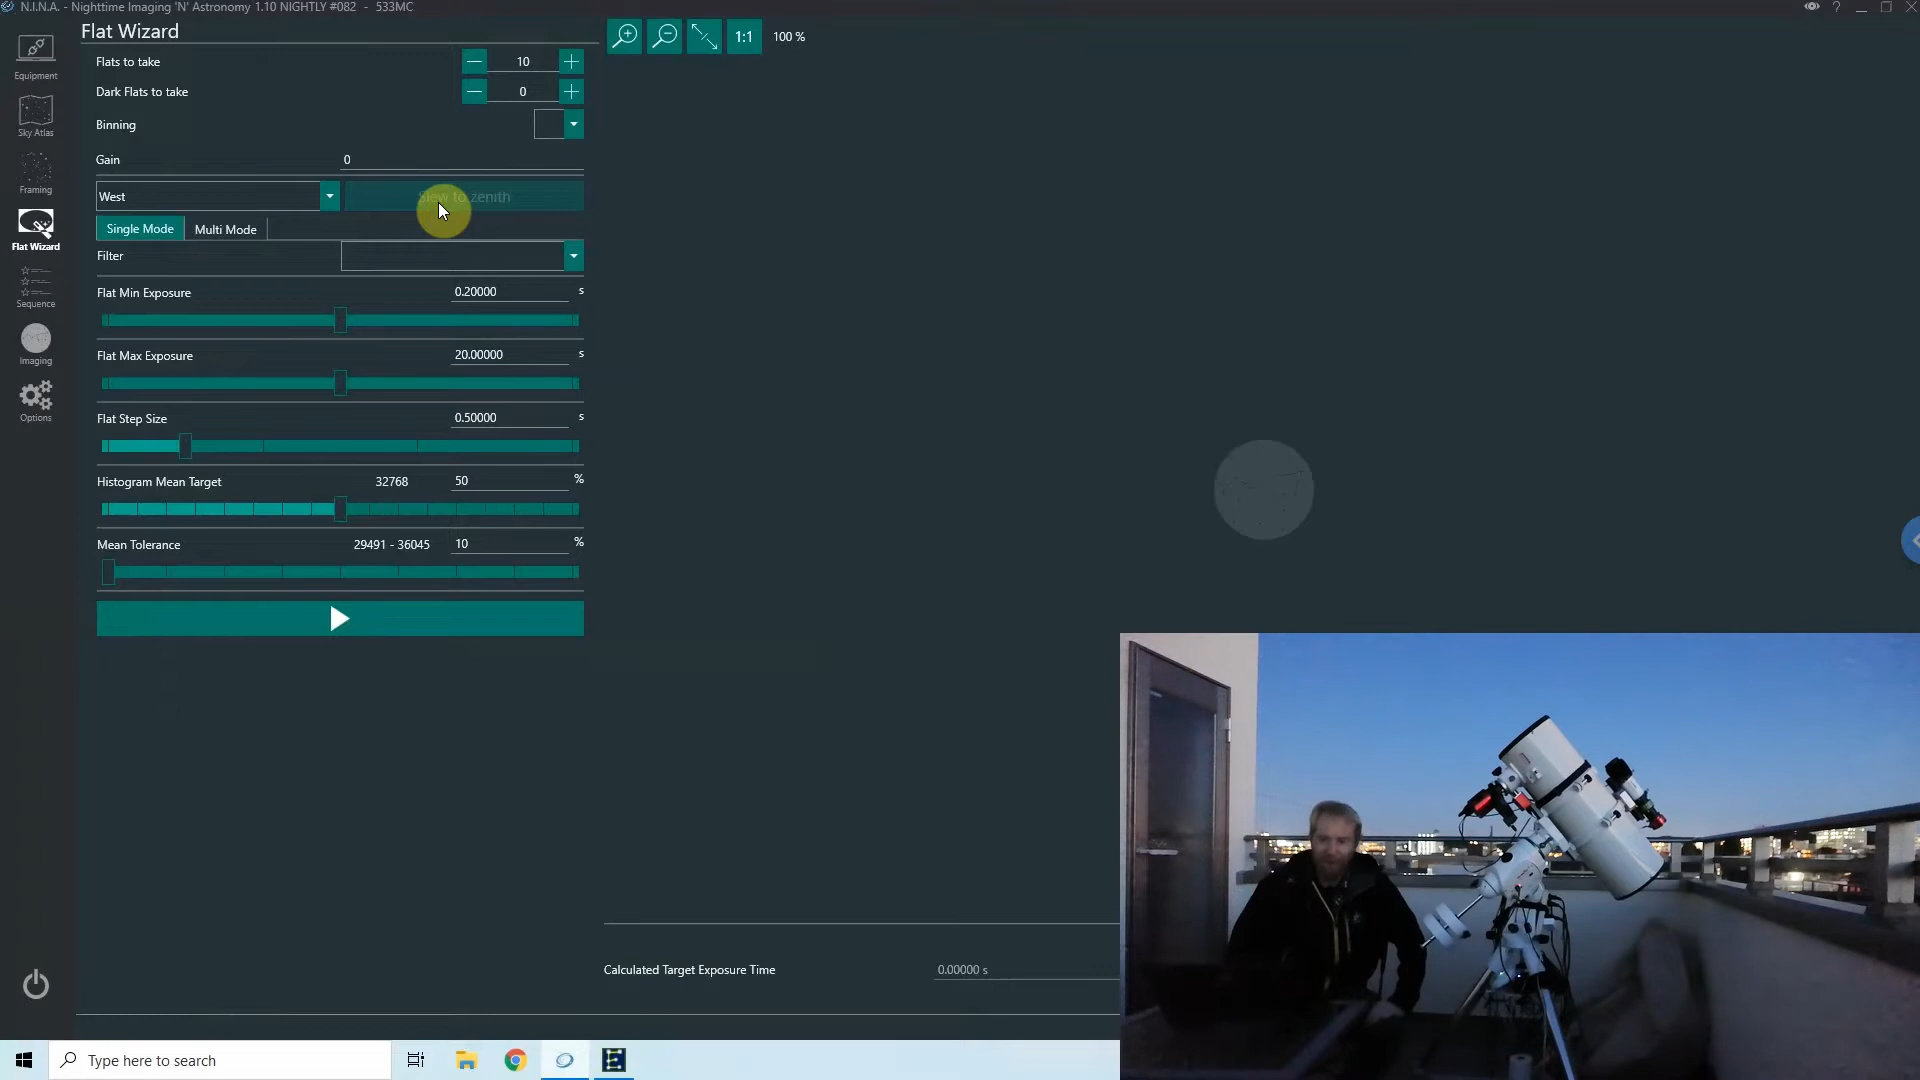 N.I.N.A. - Nighttime Imaging 'N' Astronomy 1.10 NIGHTLY #082 - 533MC
Flat Wizard
1:1
100 %
Equipment
Sky Atlas
Framing
Flat Wizard
Sequence
Imaging
Options
Flats to take
10
Dark Flats to take
0
Binning
Gain
0
West
Slew to zenith
Single Mode
Multi Mode
Filter
Flat Min Exposure
0.20000
s
Flat Max Exposure
20.00000
s
Flat Step Size
0.50000
s
Histogram Mean Target
32768
50
%
Mean Tolerance
29491 - 36045
10
%
Calculated Target Exposure Time
0.00000 s
Type here to search